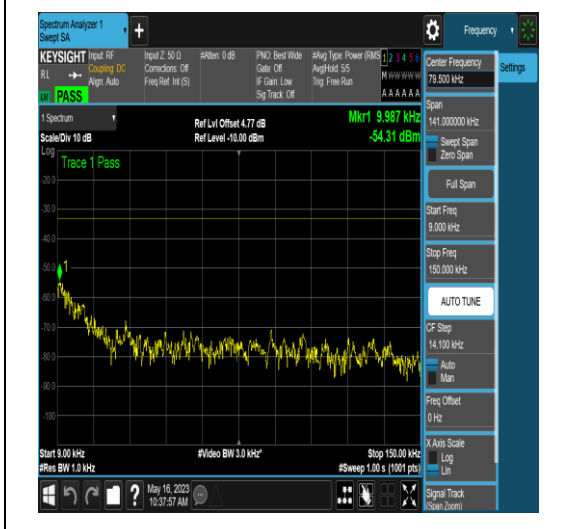 Spectrum Analyzer 1
Swept SA
+
Frequency
KEYSIGHT
RL
PASS
Input: RF
Coupling: DC
Align: Auto
Input Z: 50 Ω
Corrections: Off
Freq Ref: Int (S)
#Atten: 0 dB
PNO: Best Wide
Gate: Off
IF Gain: Low
Sig Track: Off
#Avg Type: Power (RMS
Avg|Hold: 5/5
Trig: Free Run
1 2 3 4 5 6
M W W W W W
A A A A A A
1 Spectrum
Scale/Div 10 dB
Ref Lvl Offset 4.77 dB
Ref Level -10.00 dBm
Mkr1 9.987 kHz
-54.31 dBm
Log
Trace 1 Pass
-20.0
-30.0
-40.0
-50.0
-60.0
-70.0
-80.0
-90.0
-100
1
Start 9.00 kHz
#Res BW 1.0 kHz
#Video BW 3.0 kHz*
Stop 150.00 kHz
#Sweep 1.00 s (1001 pts)
?
May 16, 2023
10:37:57 AM
Settings
Center Frequency
79.500 kHz
Span
141.000000 kHz
Swept Span
Zero Span
Full Span
Start Freq
9.000 kHz
Stop Freq
150.000 kHz
AUTO TUNE
CF Step
14.100 kHz
Auto
Man
Freq Offset
0 Hz
X Axis Scale
Log
Lin
Signal Track
(Span Zoom)